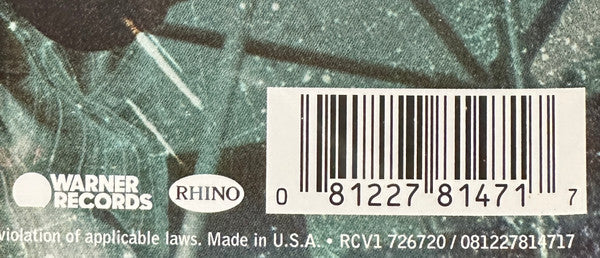 WARNER
RECORDS
RHINO
0 81227 81471 7
violation of applicable laws. Made in U.S.A. • RCV1 726720 / 081227814717